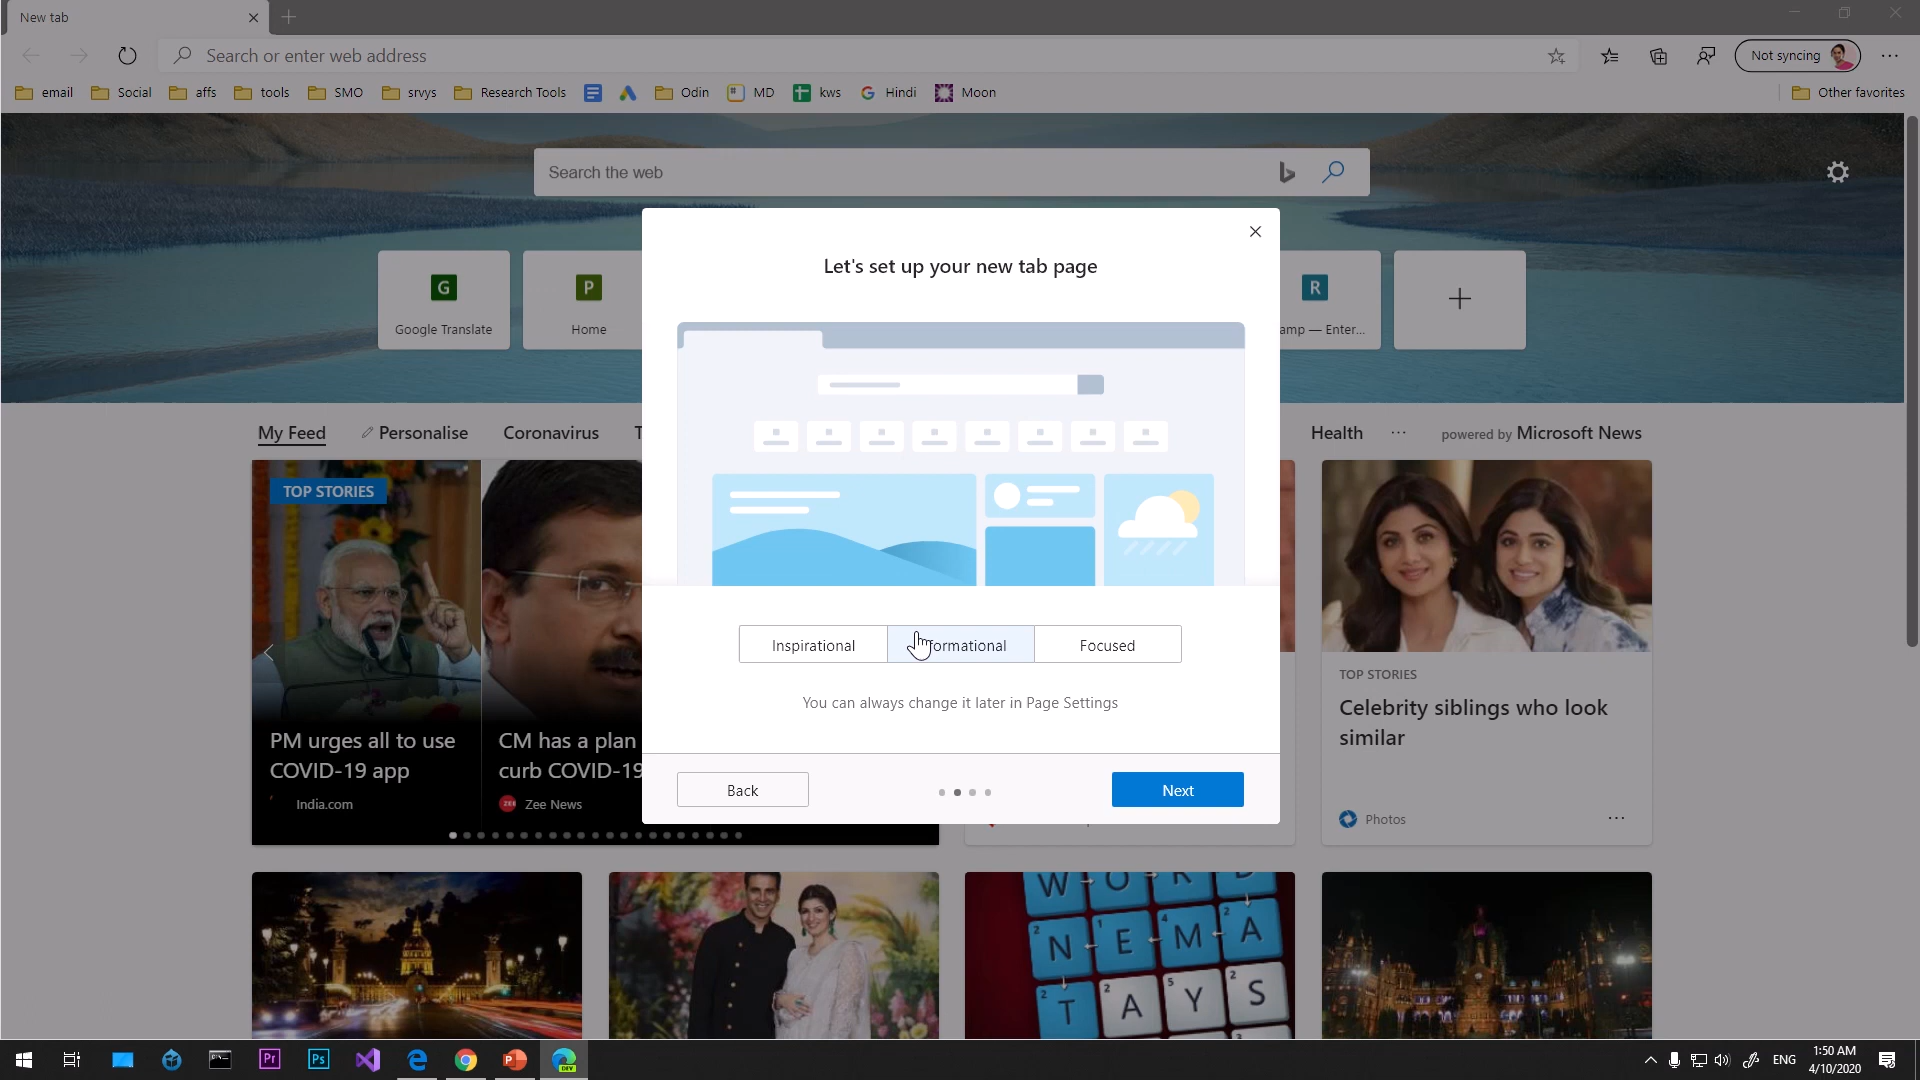 New tab
Search or enter web address
Not syncing
email
Social
affs
tools
SMO
srvys
Research Tools
Odin
MD
kws
Hindi
Moon
Other favorites
Search the web
G
Google Translate
P
Home
R
amp — Enter...
Let's set up your new tab page
My Feed
Personalise
Coronavirus
Health
powered by Microsoft News
TOP STORIES
PM urges all to use
COVID-19 app
India.com
CM has a plan
curb COVID-19
Zee News
Inspirational
formational
Focused
You can always change it later in Page Settings
Back
Next
TOP STORIES
Celebrity siblings who look
similar
Photos
W O R D
N E M A
T A Y S
Pr
Ps
DEV
ENG
1:50 AM
4/10/2020